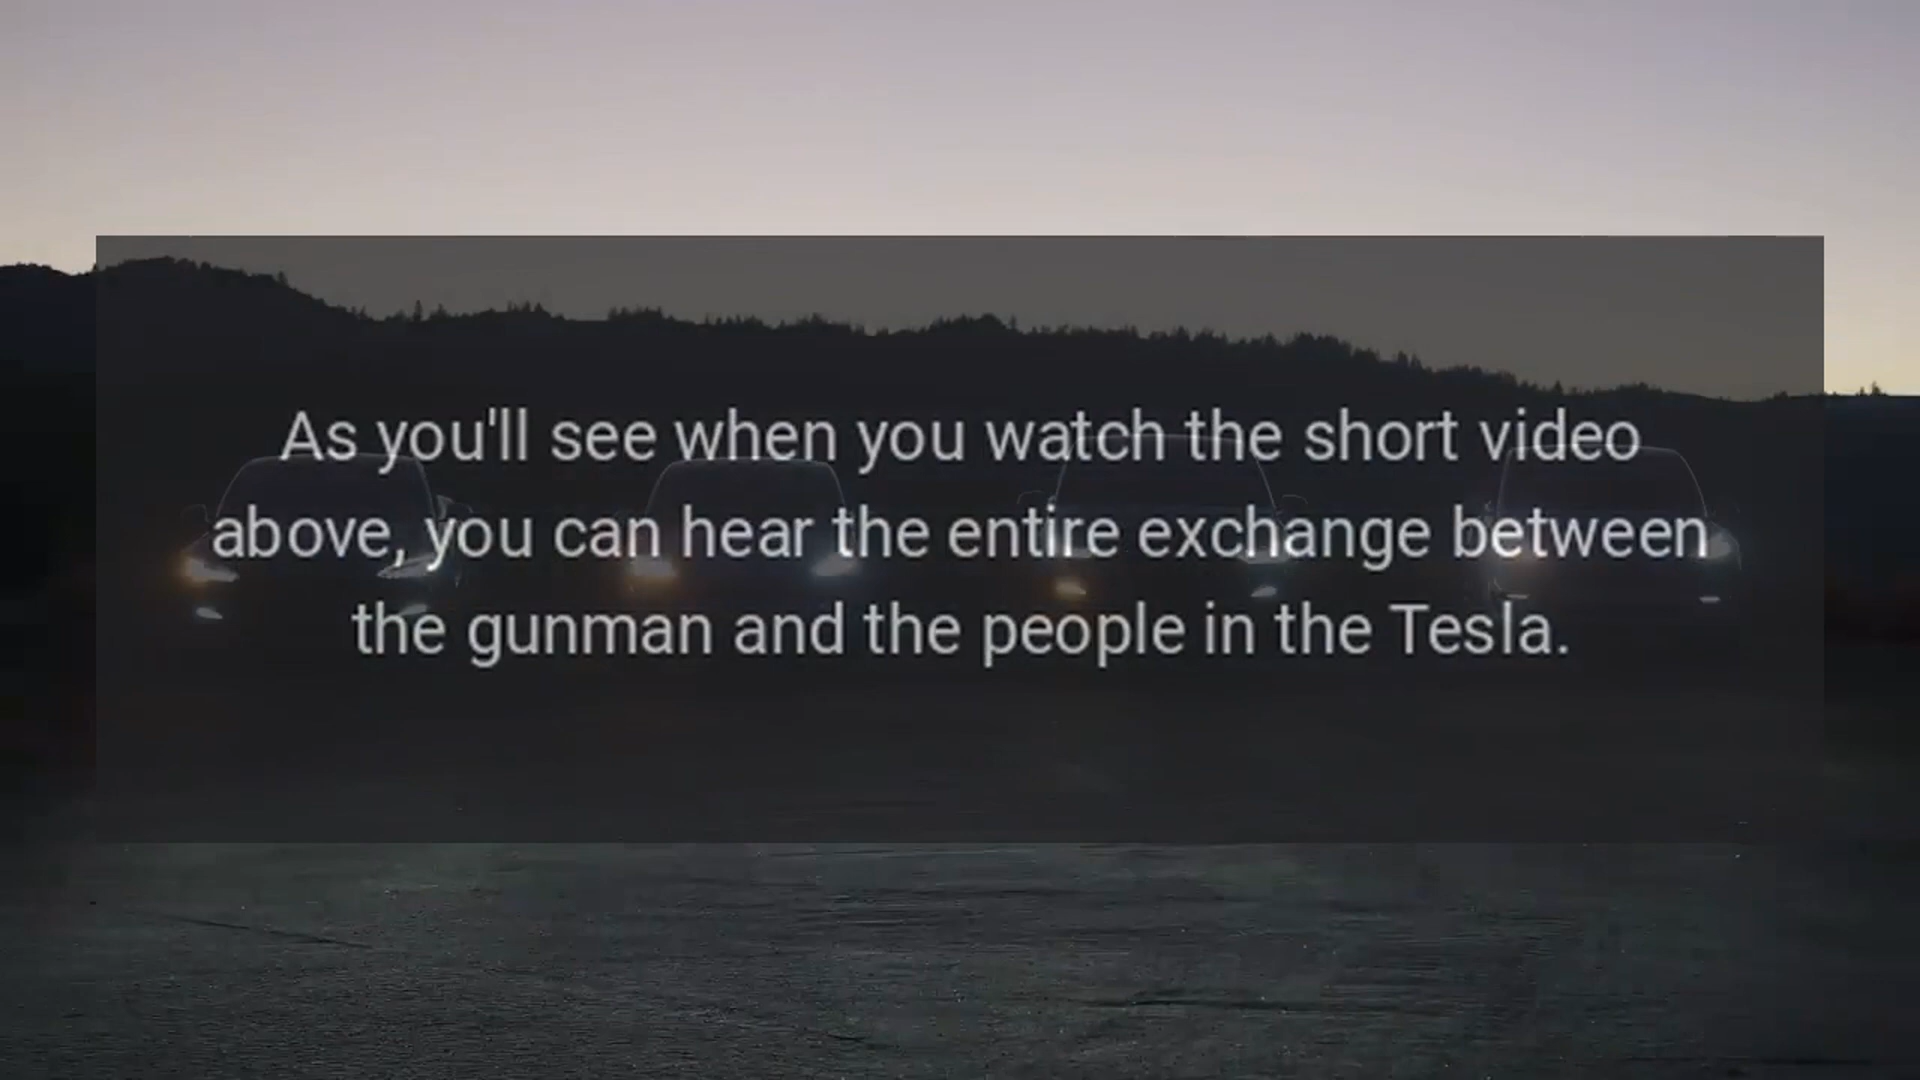 As you'll see when you watch the short video
above, you can hear the entire exchange between
the gunman and the people in the Tesla.